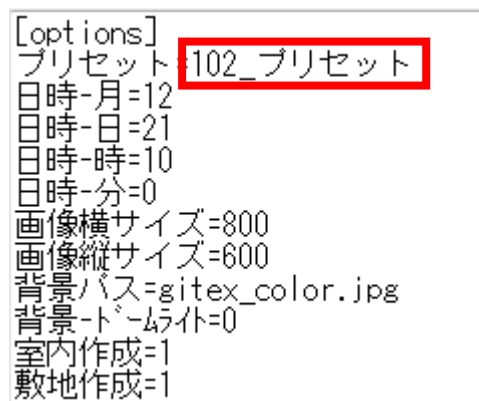 [options]
プリセット=102_プリセット
日時-月=12
日時-日=21
日時-時=10
日時-分=0
画像横サイズ=800
画像縦サイズ=600
背景パス=gitex_color.jpg
背景-ﾄﾞｰﾑﾗｲﾄ=0
室内作成=1
敷地作成=1